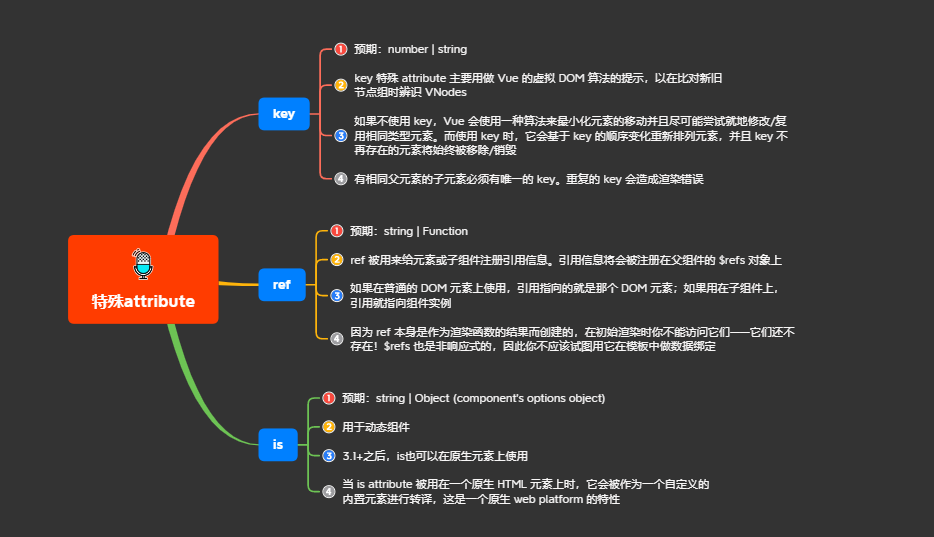 特殊attribute
key
1 预期：number | string
2 key 特殊 attribute 主要用做 Vue 的虚拟 DOM 算法的提示，以在比对新旧
节点组时辨识 VNodes
3 如果不使用 key，Vue 会使用一种算法来最小化元素的移动并且尽可能尝试就地修改/复
用相同类型元素。而使用 key 时，它会基于 key 的顺序变化重新排列元素，并且 key 不
再存在的元素将始终被移除/销毁
4 有相同父元素的子元素必须有唯一的 key。重复的 key 会造成渲染错误
ref
1 预期：string | Function
2 ref 被用来给元素或子组件注册引用信息。引用信息将会被注册在父组件的 $refs 对象上
3 如果在普通的 DOM 元素上使用，引用指向的就是那个 DOM 元素；如果用在子组件上，
引用就指向组件实例
4 因为 ref 本身是作为渲染函数的结果而创建的，在初始渲染时你不能访问它们——它们还不
存在！$refs 也是非响应式的，因此你不应该试图用它在模板中做数据绑定
is
1 预期：string | Object (component's options object)
2 用于动态组件
3 3.1+之后，is也可以在原生元素上使用
4 当 is attribute 被用在一个原生 HTML 元素上时，它会被作为一个自定义的
内置元素进行转译，这是一个原生 web platform 的特性